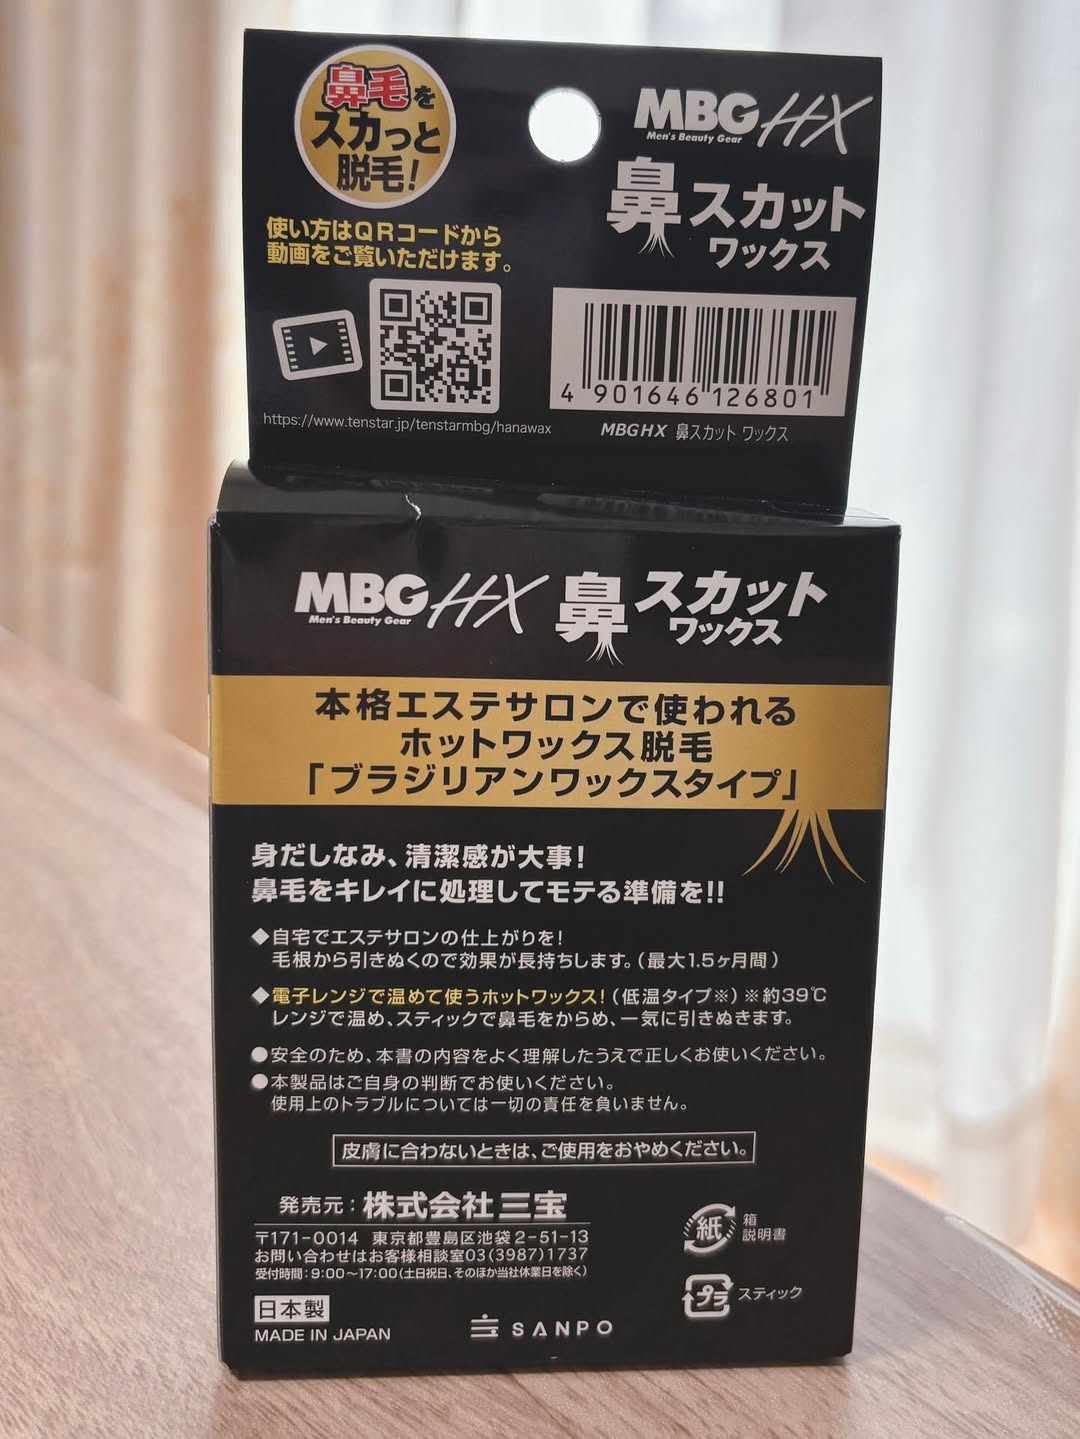 鼻毛を
スカっと
脱毛!
使い方はQRコードから
動画をご覧いただけます。
https://www.tenstar.jp/tenstarmbg/hanawax
MBG HX
Men's Beauty Gear
鼻スカット
ワックス
4 901646 126801
MBGHX 鼻スカット ワックス
MBG HX 鼻スカット
Men's Beauty Gear
ワックス
本格エステサロンで使われる
ホットワックス脱毛
「ブラジリアンワックスタイプ」
身だしなみ、清潔感が大事!
鼻毛をキレイに処理してモテる準備を!!
◆自宅でエステサロンの仕上がりを!
毛根から引きぬくので効果が長持ちします。(最大1.5ヶ月間)
◆電子レンジで温めて使うホットワックス!(低温タイプ※)※約39℃
レンジで温め、スティックで鼻毛をからめ、一気に引きぬきます。
●安全のため、本書の内容をよく理解したうえで正しくお使いください。
●本製品はご自身の判断でお使いください。
使用上のトラブルについては一切の責任を負いません。
皮膚に合わないときは、ご使用をおやめください。
発売元:株式会社 三宝
〒171-0014 東京都豊島区池袋2-51-13
お問い合わせはお客様相談室03(3987)1737
受付時間:9:00〜17:00(土日祝日、そのほか当社休業日を除く)
日本製
MADE IN JAPAN
SANPO
紙
箱
説明書
プラ
スティック